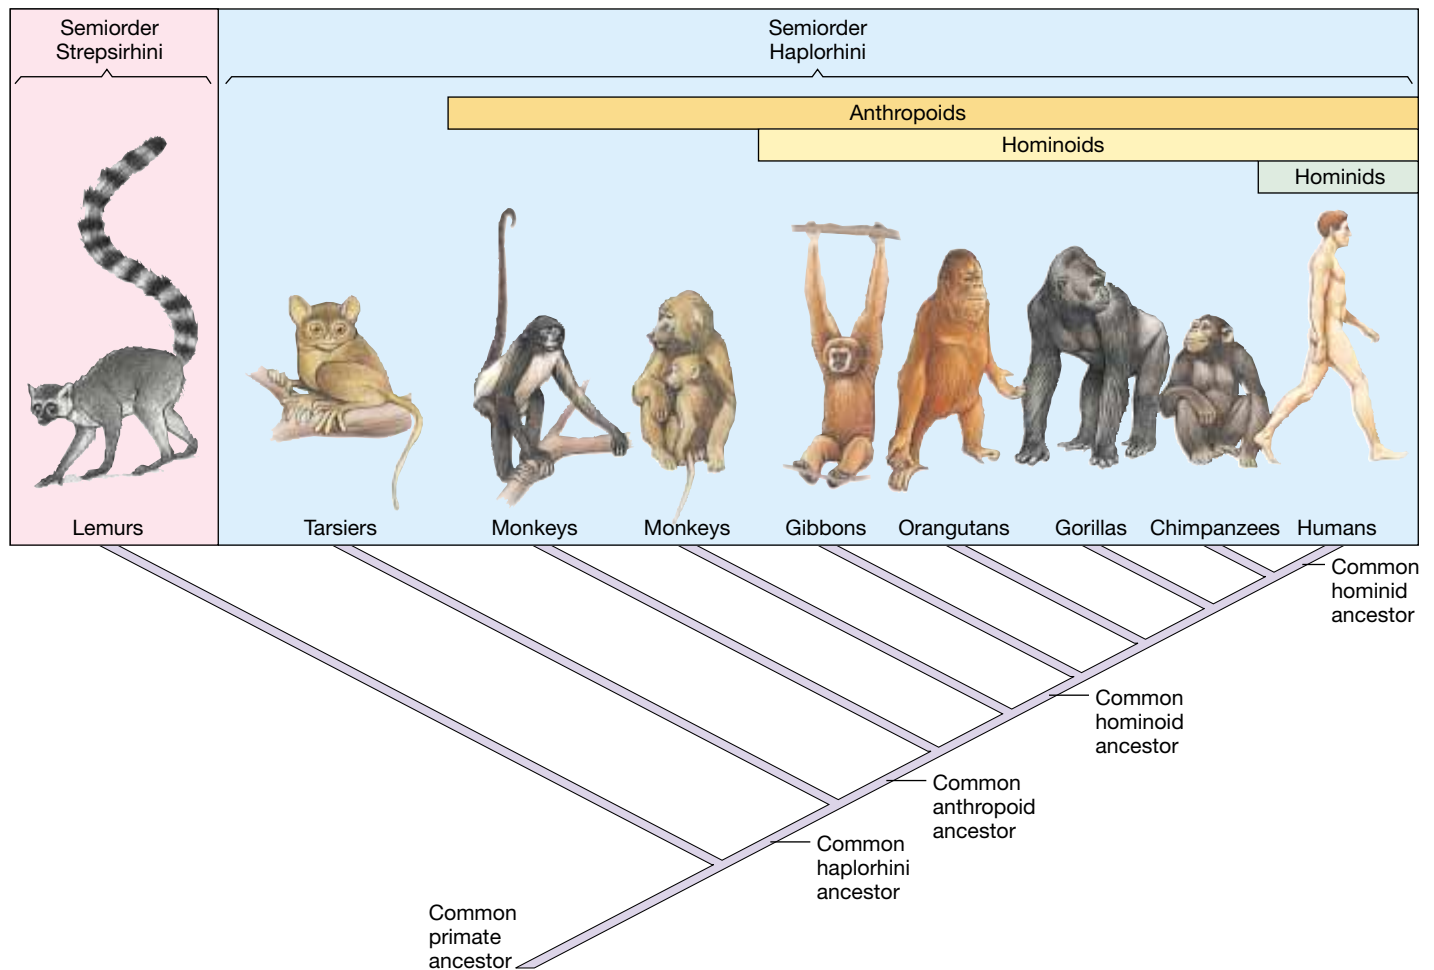 Semiorder
Strepsirhini
Semiorder
Haplorhini
Anthropoids
Hominoids
Hominids
Lemurs
Tarsiers
Monkeys
Monkeys
Gibbons
Orangutans
Gorillas
Chimpanzees
Humans
Common
hominid
ancestor
Common
hominoid
ancestor
Common
anthropoid
ancestor
Common
haplorhini
ancestor
Common
primate
ancestor